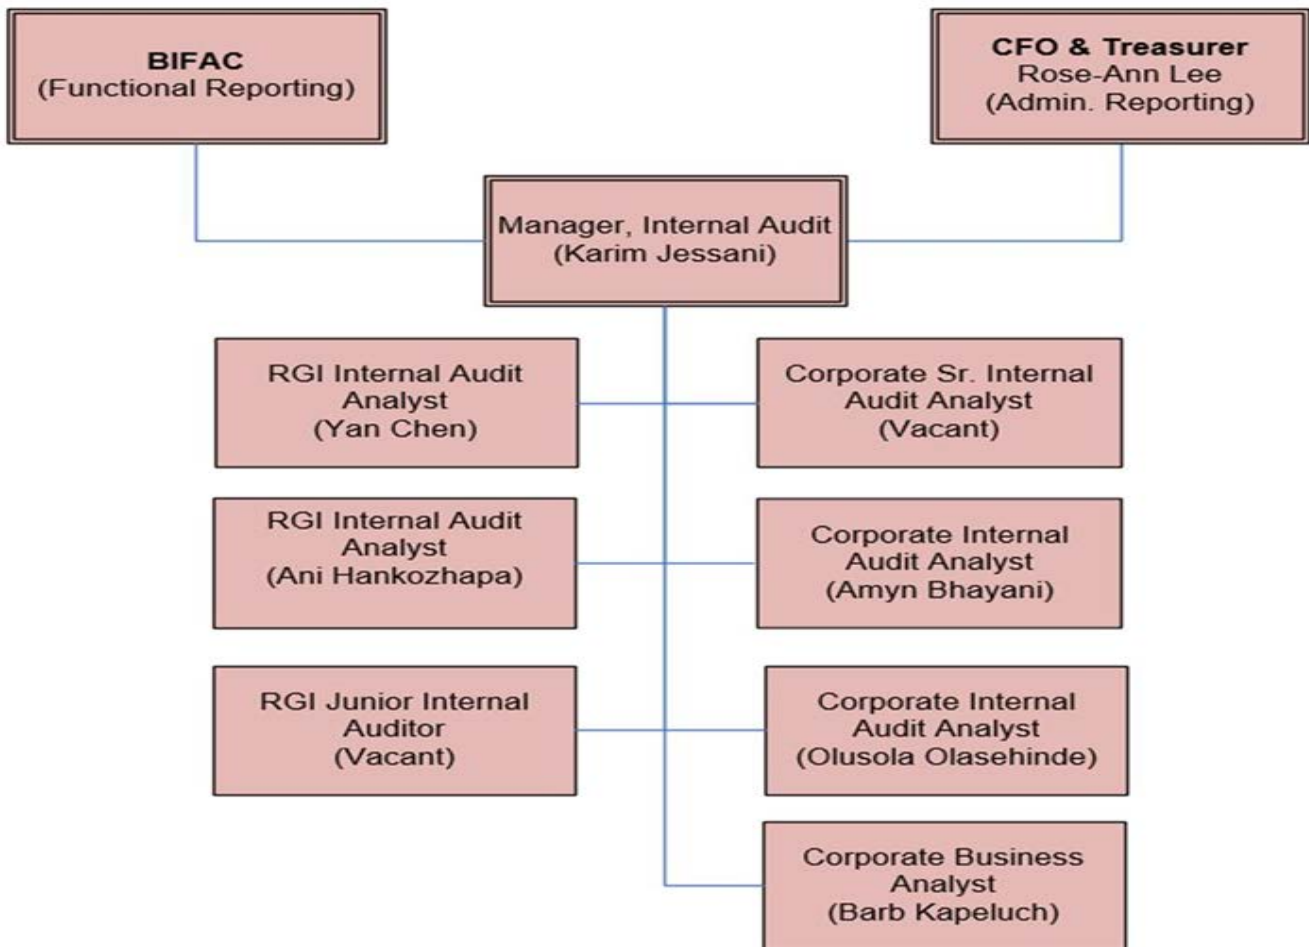 BIFAC
(Functional Reporting)
CFO & Treasurer
Rose-Ann Lee
(Admin. Reporting)
Manager, Internal Audit
(Karim Jessani)
RGI Internal Audit
Analyst
(Yan Chen)
Corporate Sr. Internal
Audit Analyst
(Vacant)
RGI Internal Audit
Analyst
(Ani Hankozhapa)
Corporate Internal
Audit Analyst
(Amyn Bhayani)
RGI Junior Internal
Auditor
(Vacant)
Corporate Internal
Audit Analyst
(Olusola Olasehinde)
Corporate Business
Analyst
(Barb Kapeluch)